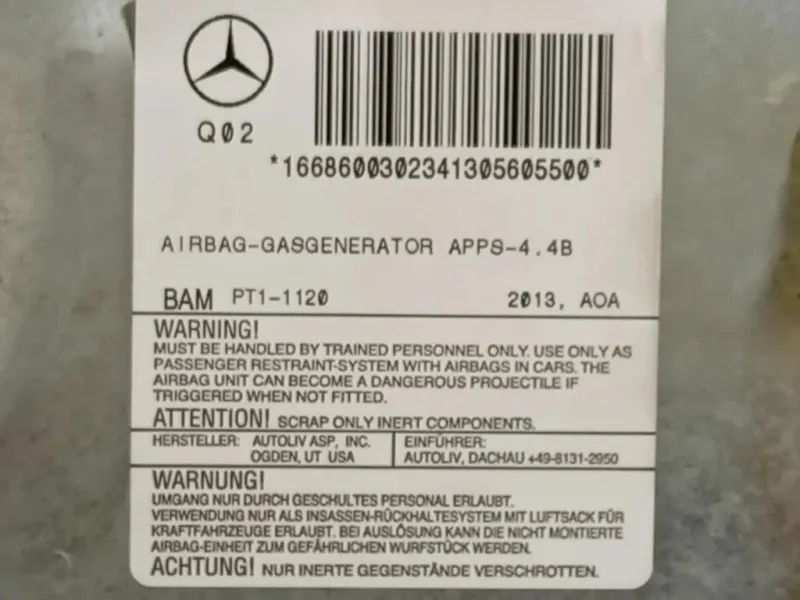 Q02
*1668600302341305605500*
AIRBAG-GASGENERATOR APPS-4.4B
BAM PT1-1120 2013, AOA
WARNING!
MUST BE HANDLED BY TRAINED PERSONNEL ONLY. USE ONLY AS
PASSENGER RESTRAINT-SYSTEM WITH AIRBAGS IN CARS. THE
AIRBAG UNIT CAN BECOME A DANGEROUS PROJECTILE IF
TRIGGERED WHEN NOT FITTED.
ATTENTION! SCRAP ONLY INERT COMPONENTS.
HERSTELLER: AUTOLIV ASP, INC. EINFÜHRER:
OGDEN, UT USA AUTOLIV, DACHAU +49-8131-2950
WARNUNG!
UMGANG NUR DURCH GESCHULTES PERSONAL ERLAUBT.
VERWENDUNG NUR ALS INSASSEN-RÜCKHALTESYSTEM MIT LUFTSACK FÜR
KRAFTFAHRZEUGE ERLAUBT. BEI AUSLÖSUNG KANN DIE NICHT MONTIERTE
AIRBAG-EINHEIT ZUM GEFÄHRLICHEN WURFSTÜCK WERDEN.
ACHTUNG! NUR INERTE GEGENSTÄNDE VERSCHROTTEN.